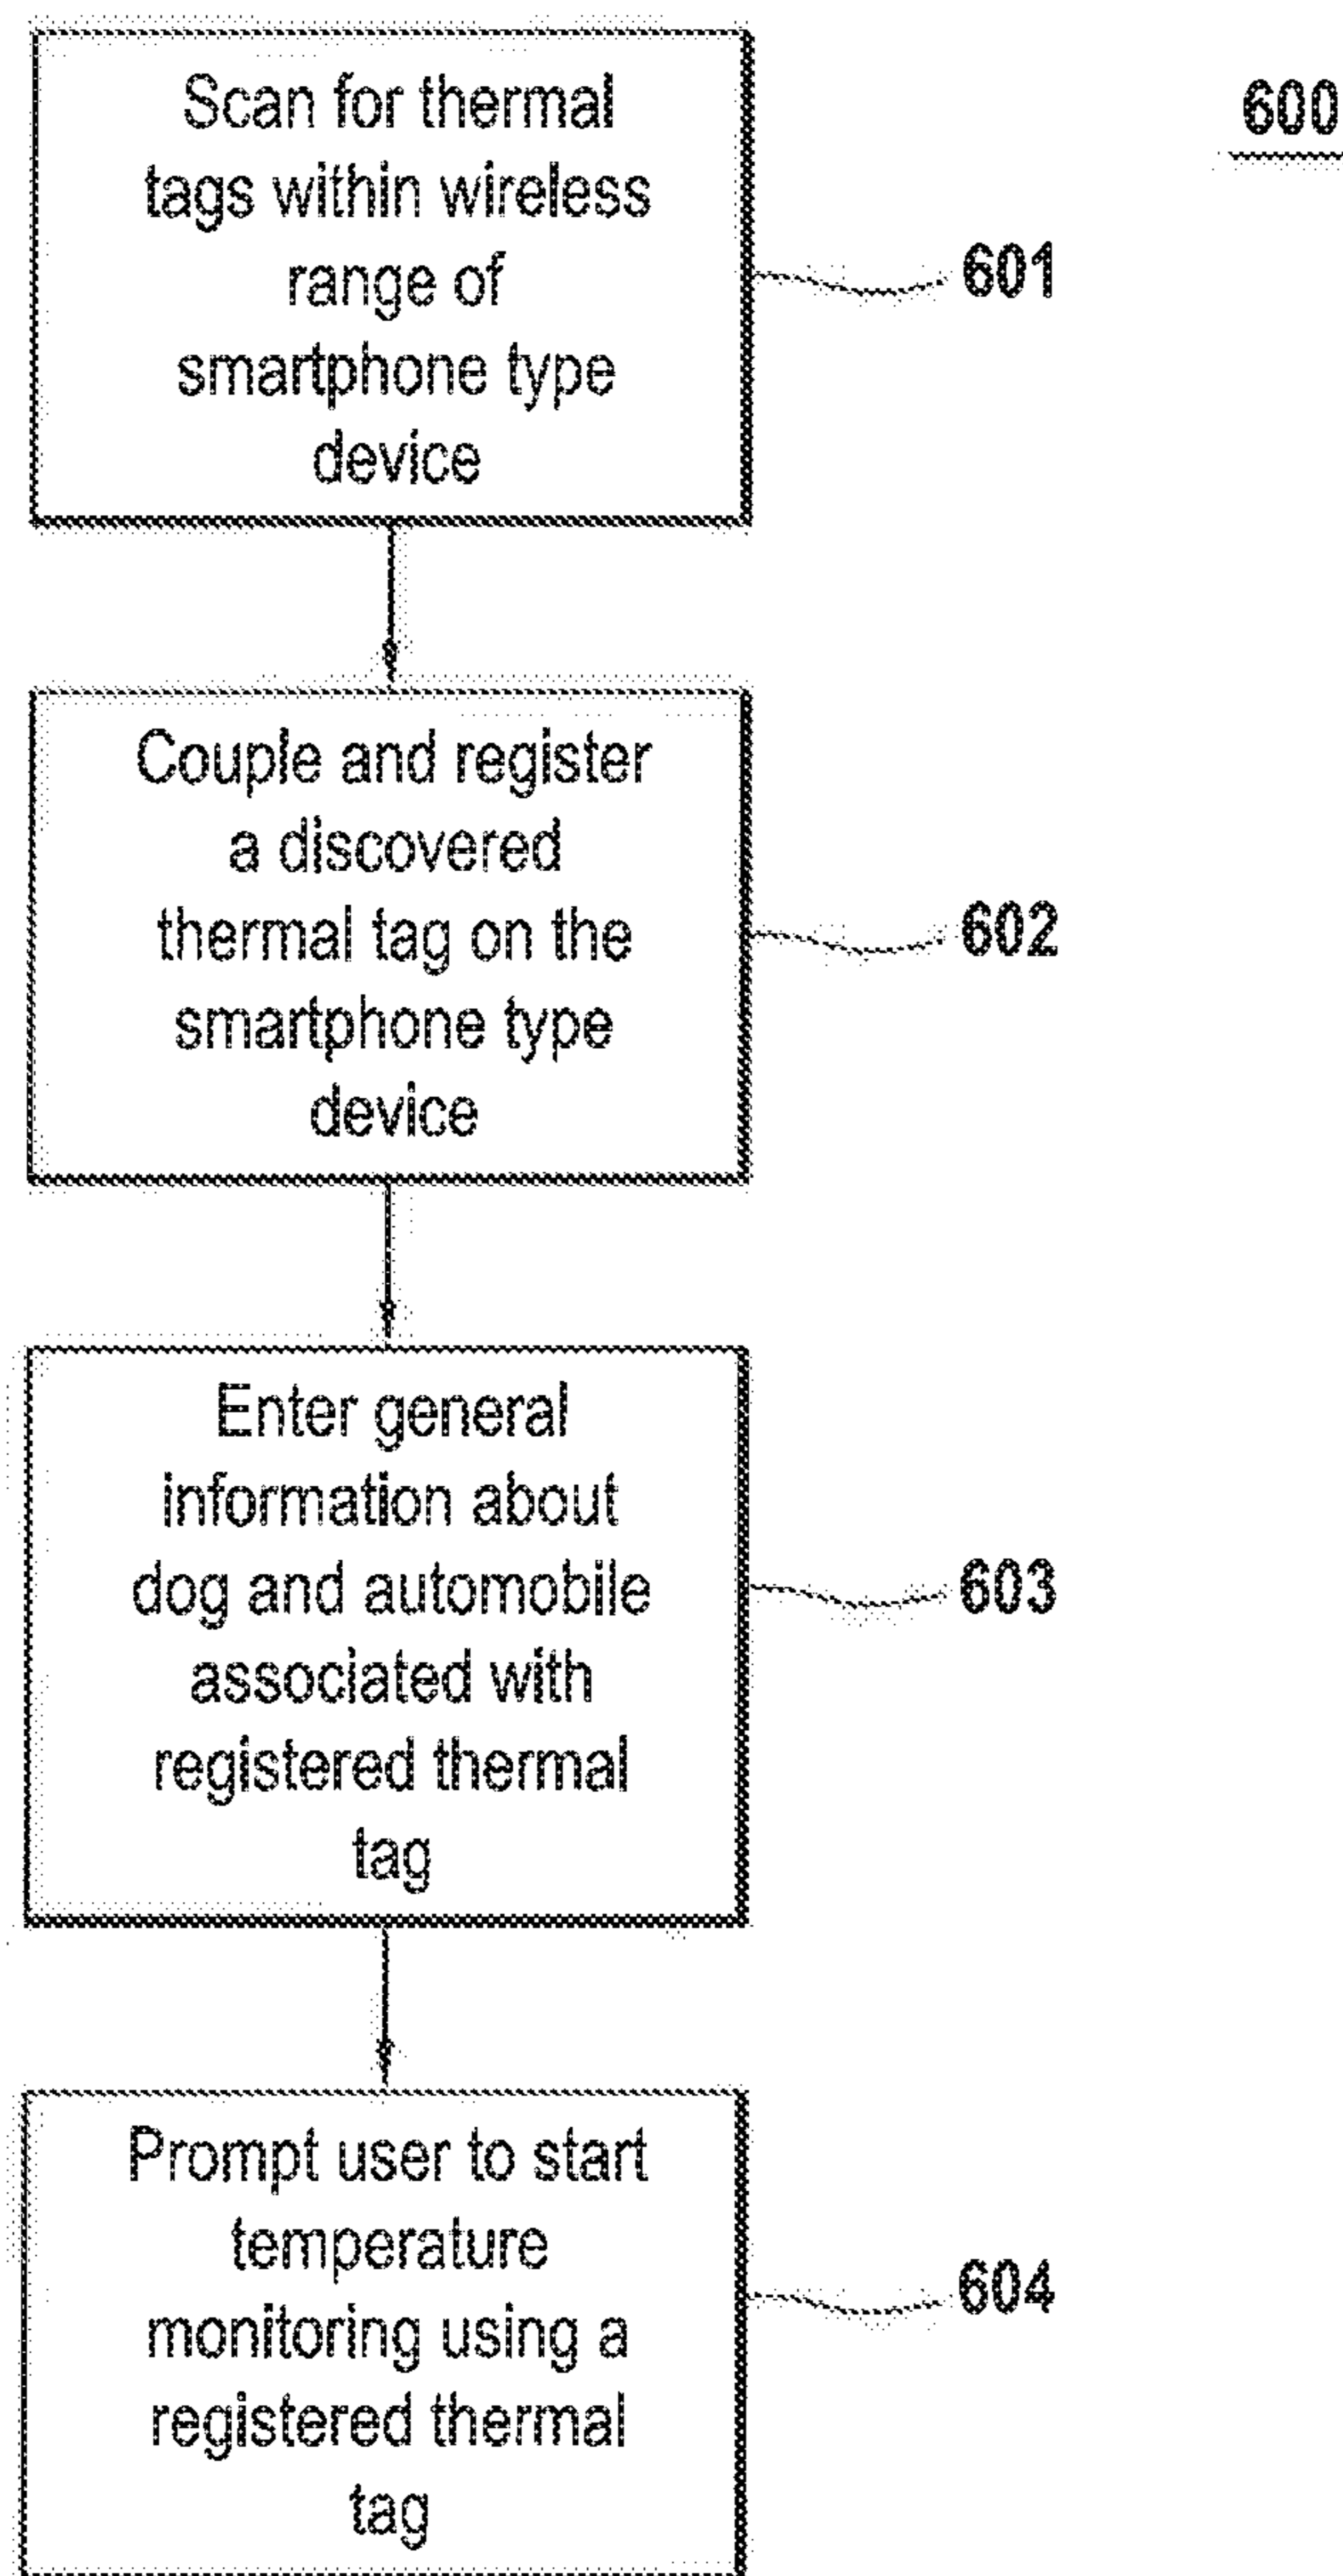 600
Scan for thermal
tags within wireless
range of
smartphone type
device
601
Couple and register
a discovered
thermal tag on the
smartphone type
device
602
Enter general
information about
dog and automobile
associated with
registered thermal
tag
603
Prompt user to start
temperature
monitoring using a
registered thermal
tag
604